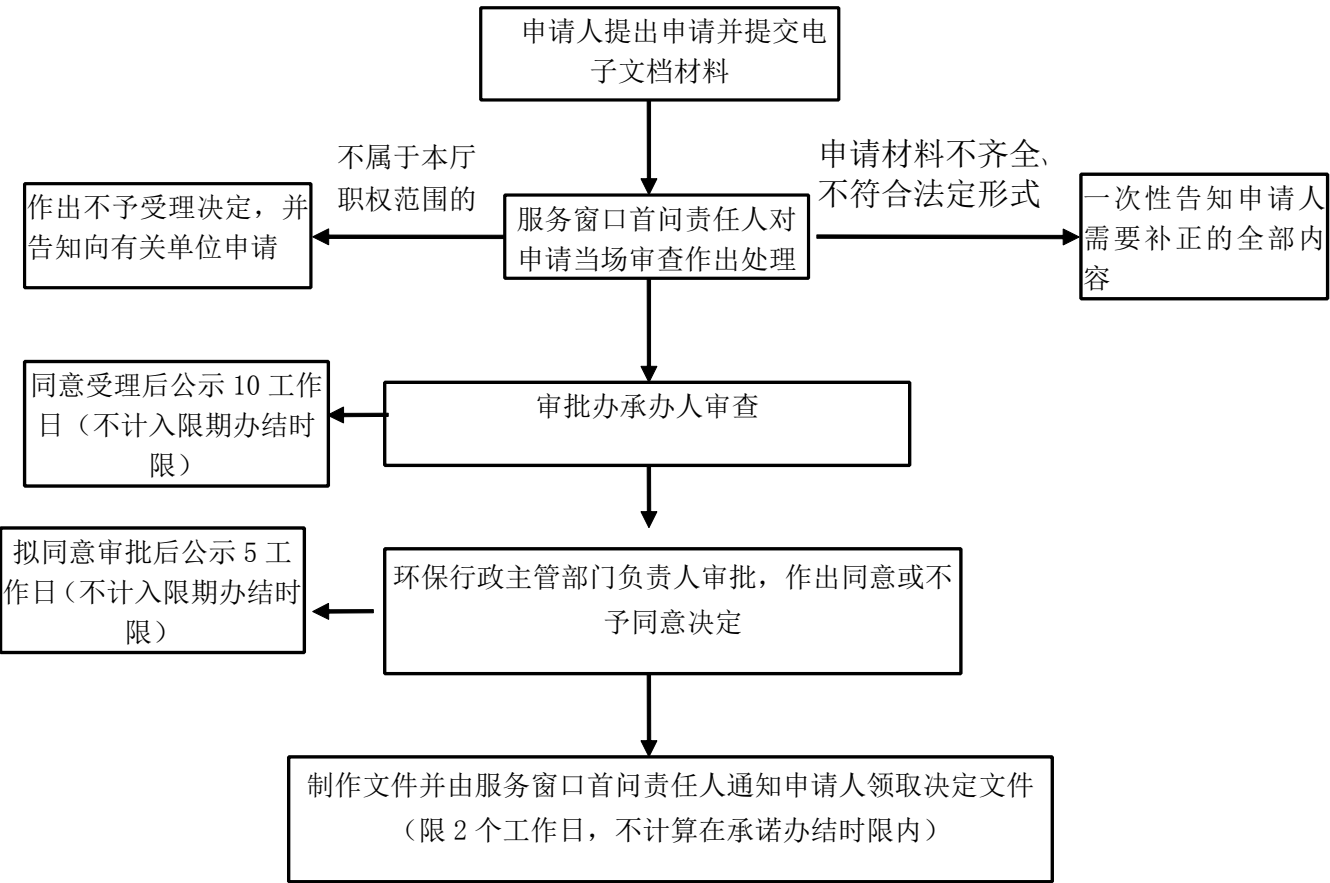 申请人提出申请并提交电
子文档材料
不属于本厅
职权范围的
申请材料不齐全、
不符合法定形式
作出不予受理决定，并
告知向有关单位申请
服务窗口首问责任人对
申请当场审查作出处理
一次性告知申请人
需要补正的全部内
容
同意受理后公示 10 工作
日（不计入限期办结时
限）
审批办承办人审查
拟同意审批后公示 5 工
作日（不计入限期办结时
限）
环保行政主管部门负责人审批，作出同意或不
予同意决定
制作文件并由服务窗口首问责任人通知申请人领取决定文件
（限 2 个工作日，不计算在承诺办结时限内）